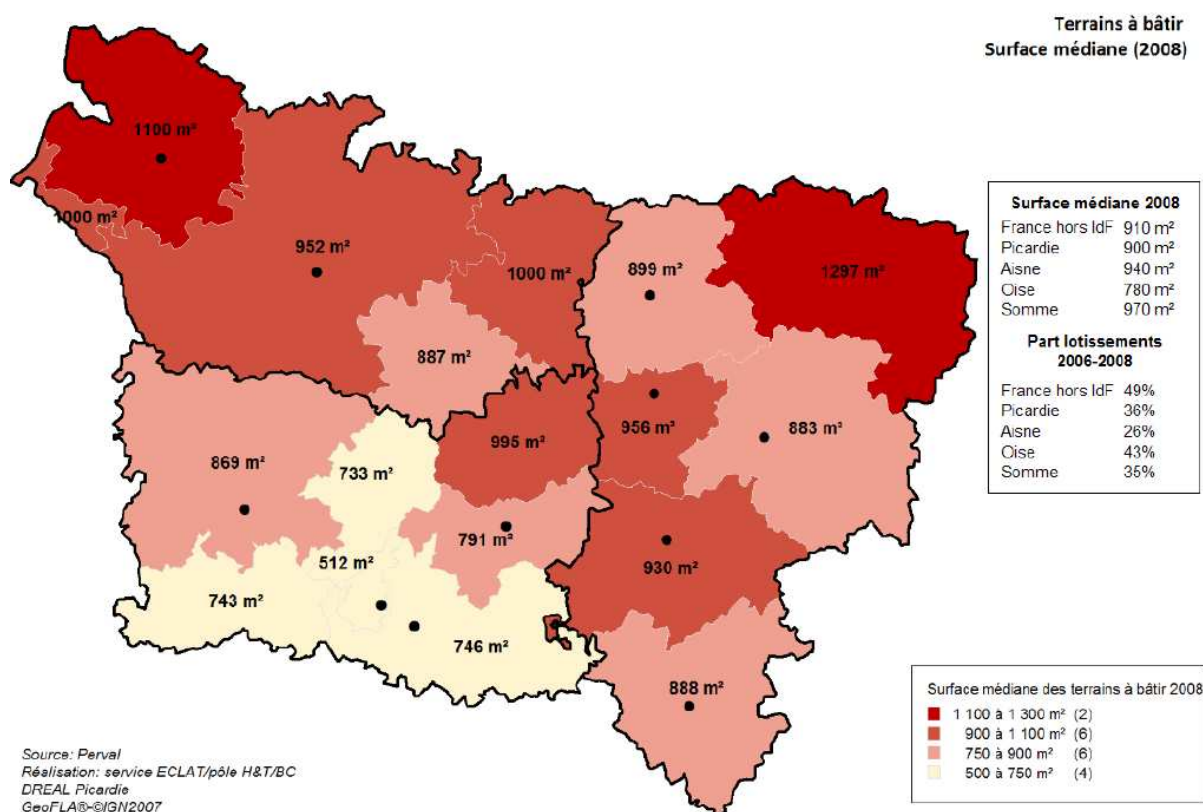 Terrains à bâtir
Surface médiane (2008)
1100 m²
1000 m²
952 m²
1000 m²
899 m²
1297 m²
887 m²
995 m²
956 m²
883 m²
869 m²
733 m²
791 m²
512 m²
930 m²
743 m²
746 m²
888 m²
Surface médiane 2008
France hors IdF 910 m²
Picardie 900 m²
Aisne 940 m²
Oise 780 m²
Somme 970 m²
Part lotissements
2006-2008
France hors IdF 49%
Picardie 36%
Aisne 26%
Oise 43%
Somme 35%
Surface médiane des terrains à bâtir 2008
1 100 à 1 300 m² (2)
900 à 1 100 m² (6)
750 à 900 m² (6)
500 à 750 m² (4)
Source: Perval
Réalisation: service ECLAT/pôle H&T/BC
DREAL Picardie
GeoFLA®-©IGN2007